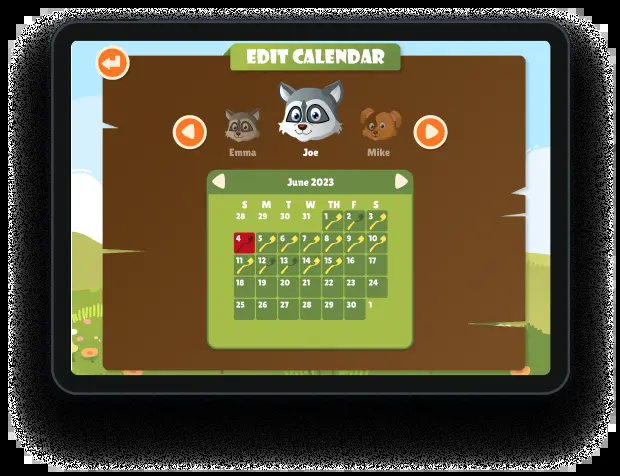 EDIT CALENDAR
Emma Joe Mike
June 2023
S M T W TH F S
28 29 30 31 1 2 3
4 5 6 7 8 9 10
11 12 13 14 15 16 17
18 19 20 21 22 23 24
25 26 27 28 29 30 1